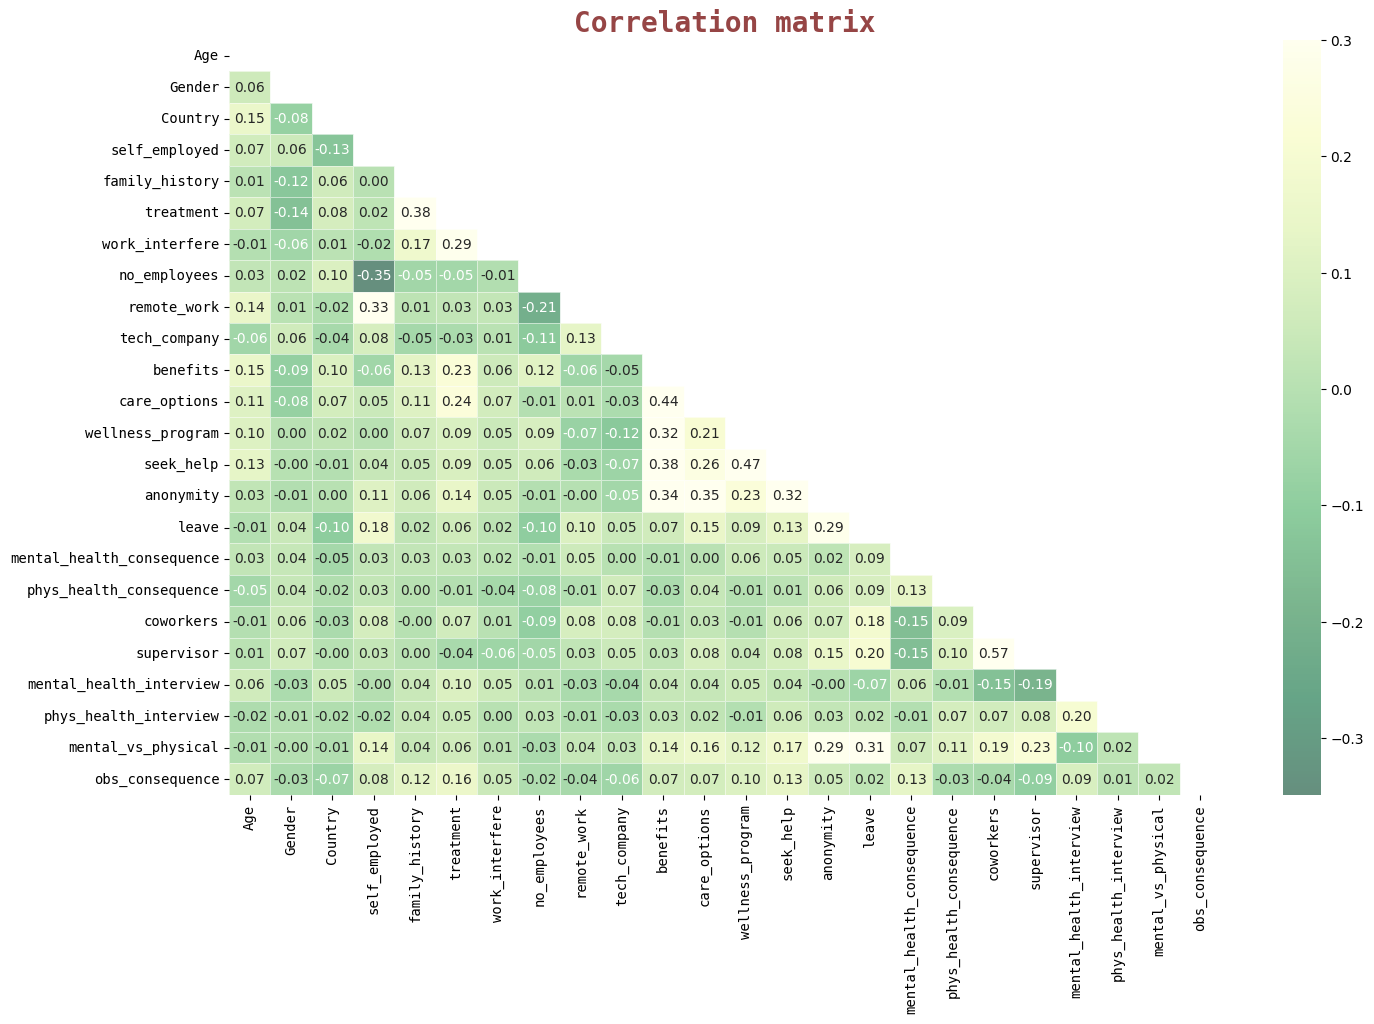 Correlation matrix
Age
Gender 0.06
Country 0.15 -0.08
self_employed 0.07 0.06 -0.13
family_history 0.01 -0.12 0.06 0.00
treatment 0.07 -0.14 0.08 0.02 0.38
work_interfere -0.01 -0.06 0.01 -0.02 0.17 0.29
no_employees 0.03 0.02 0.10 -0.35 -0.05 -0.05 -0.01
remote_work 0.14 0.01 -0.02 0.33 0.01 0.03 0.03 -0.21
tech_company -0.06 0.06 -0.04 0.08 -0.05 -0.03 0.01 -0.11 0.13
benefits 0.15 -0.09 0.10 -0.06 0.13 0.23 0.06 0.12 -0.06 -0.05
care_options 0.11 -0.08 0.07 0.05 0.11 0.24 0.07 -0.01 0.01 -0.03 0.44
wellness_program 0.10 0.00 0.02 0.00 0.07 0.09 0.05 0.09 -0.07 -0.12 0.32 0.21
seek_help 0.13 -0.00 -0.01 0.04 0.05 0.09 0.05 0.06 -0.03 -0.07 0.38 0.26 0.47
anonymity 0.03 -0.01 0.00 0.11 0.06 0.14 0.05 -0.01 -0.00 -0.05 0.34 0.35 0.23 0.32
leave -0.01 0.04 -0.10 0.18 0.02 0.06 0.02 -0.10 0.10 0.05 0.07 0.15 0.09 0.13 0.29
mental_health_consequence 0.03 0.04 -0.05 0.03 0.03 0.03 0.02 -0.01 0.05 0.00 -0.01 0.00 0.06 0.05 0.02 0.09
phys_health_consequence -0.05 0.04 -0.02 0.03 0.00 -0.01 -0.04 -0.08 -0.01 0.07 -0.03 0.04 -0.01 0.01 0.06 0.09 0.13
coworkers -0.01 0.06 -0.03 0.08 -0.00 0.07 0.01 -0.09 0.08 0.08 -0.01 0.03 -0.01 0.06 0.07 0.18 -0.15 0.09
supervisor 0.01 0.07 -0.00 0.03 0.00 -0.04 -0.06 -0.05 0.03 0.05 0.03 0.08 0.04 0.08 0.15 0.20 -0.15 0.10 0.57
mental_health_interview 0.06 -0.03 0.05 -0.00 0.04 0.10 0.05 0.01 -0.03 -0.04 0.04 0.04 0.05 0.04 -0.00 -0.07 0.06 -0.01 -0.15 -0.19
phys_health_interview -0.02 -0.01 -0.02 -0.02 0.04 0.05 0.00 0.03 -0.01 -0.03 0.03 0.02 -0.01 0.06 0.03 0.02 -0.01 0.07 0.07 0.08 0.20
mental_vs_physical -0.01 -0.00 -0.01 0.14 0.04 0.06 0.01 -0.03 0.04 0.03 0.14 0.16 0.12 0.17 0.29 0.31 0.07 0.11 0.19 0.23 -0.10 0.02
obs_consequence 0.07 -0.03 -0.07 0.08 0.12 0.16 0.05 -0.02 -0.04 -0.06 0.07 0.07 0.10 0.13 0.05 0.02 0.13 -0.03 -0.04 -0.09 0.09 0.01 0.02
Age
Gender
Country
self_employed
family_history
treatment
work_interfere
no_employees
remote_work
tech_company
benefits
care_options
wellness_program
seek_help
anonymity
leave
mental_health_consequence
phys_health_consequence
coworkers
supervisor
mental_health_interview
phys_health_interview
mental_vs_physical
obs_consequence
0.3
0.2
0.1
0.0
−0.1
−0.2
−0.3